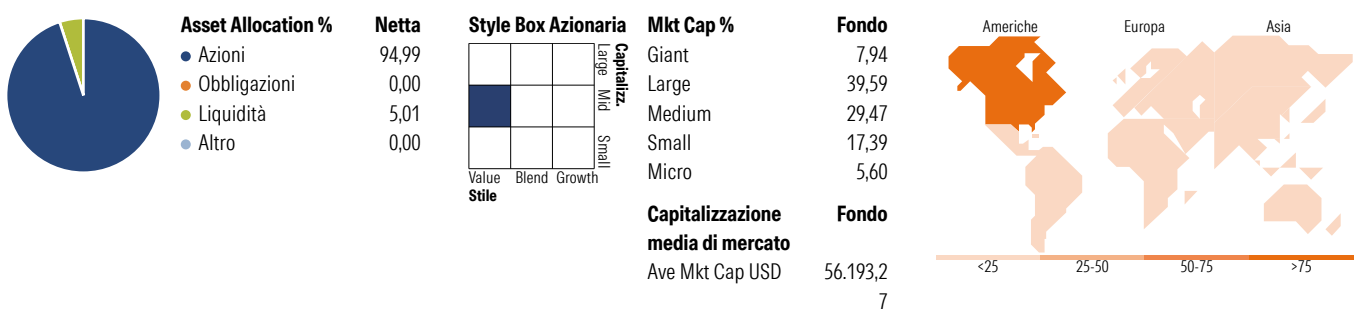 Asset Allocation % Netta
Azioni 94,99
Obbligazioni 0,00
Liquidità 5,01
Altro 0,00
Style Box Azionaria
Large Mid Small
Capitalizz.
Value Blend Growth
Stile
Mkt Cap % Fondo
Giant 7,94
Large 39,59
Medium 29,47
Small 17,39
Micro 5,60
Capitalizzazione Fondo
media di mercato
Ave Mkt Cap USD 56.193,2
7
Americhe Europa Asia
<25 25-50 50-75 >75